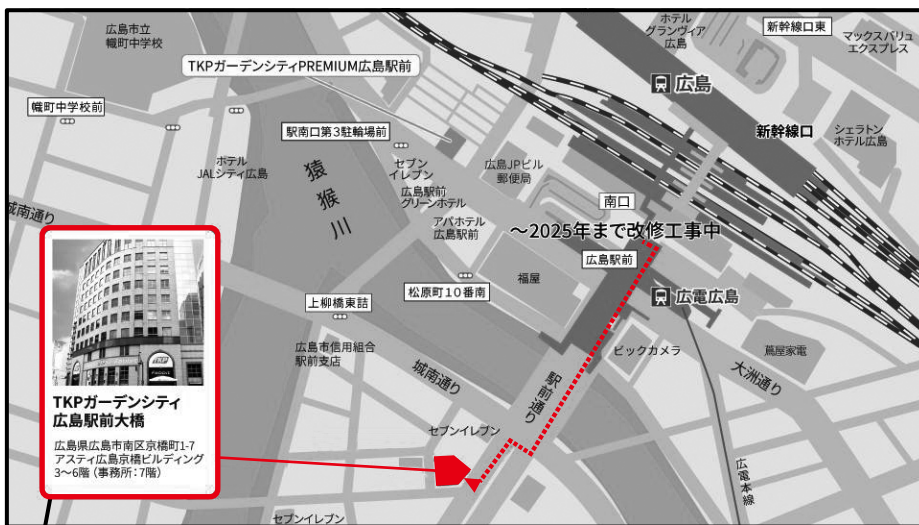 広島市立
幟町中学校
ホテル
グランヴィア
広島
新幹線口東
マックスバリュ
エクスプレス
TKPガーデンシティPREMIUM広島駅前
広島
幟町中学校前
駅南口第3駐輪場前
新幹線口
シェラトン
ホテル広島
ホテル
JALシティ広島
猿猴川
セブン
イレブン
広島JPビル
郵便局
広島駅前
グリーンホテル
南口
城南通り
アパホテル
広島駅前
～2025年まで改修工事中
広島駅前
福屋
松原町10番南
広電広島
上柳橋東詰
ビックカメラ
蔦屋家電
広島市信用組合
駅前支店
城南通り
駅前通り
大洲通り
TKPガーデンシティ
広島駅前大橋
広島県広島市南区京橋町1-7
アスティ広島京橋ビルディング
3～6階（事務所：7階）
セブンイレブン
広電本線
セブンイレブン